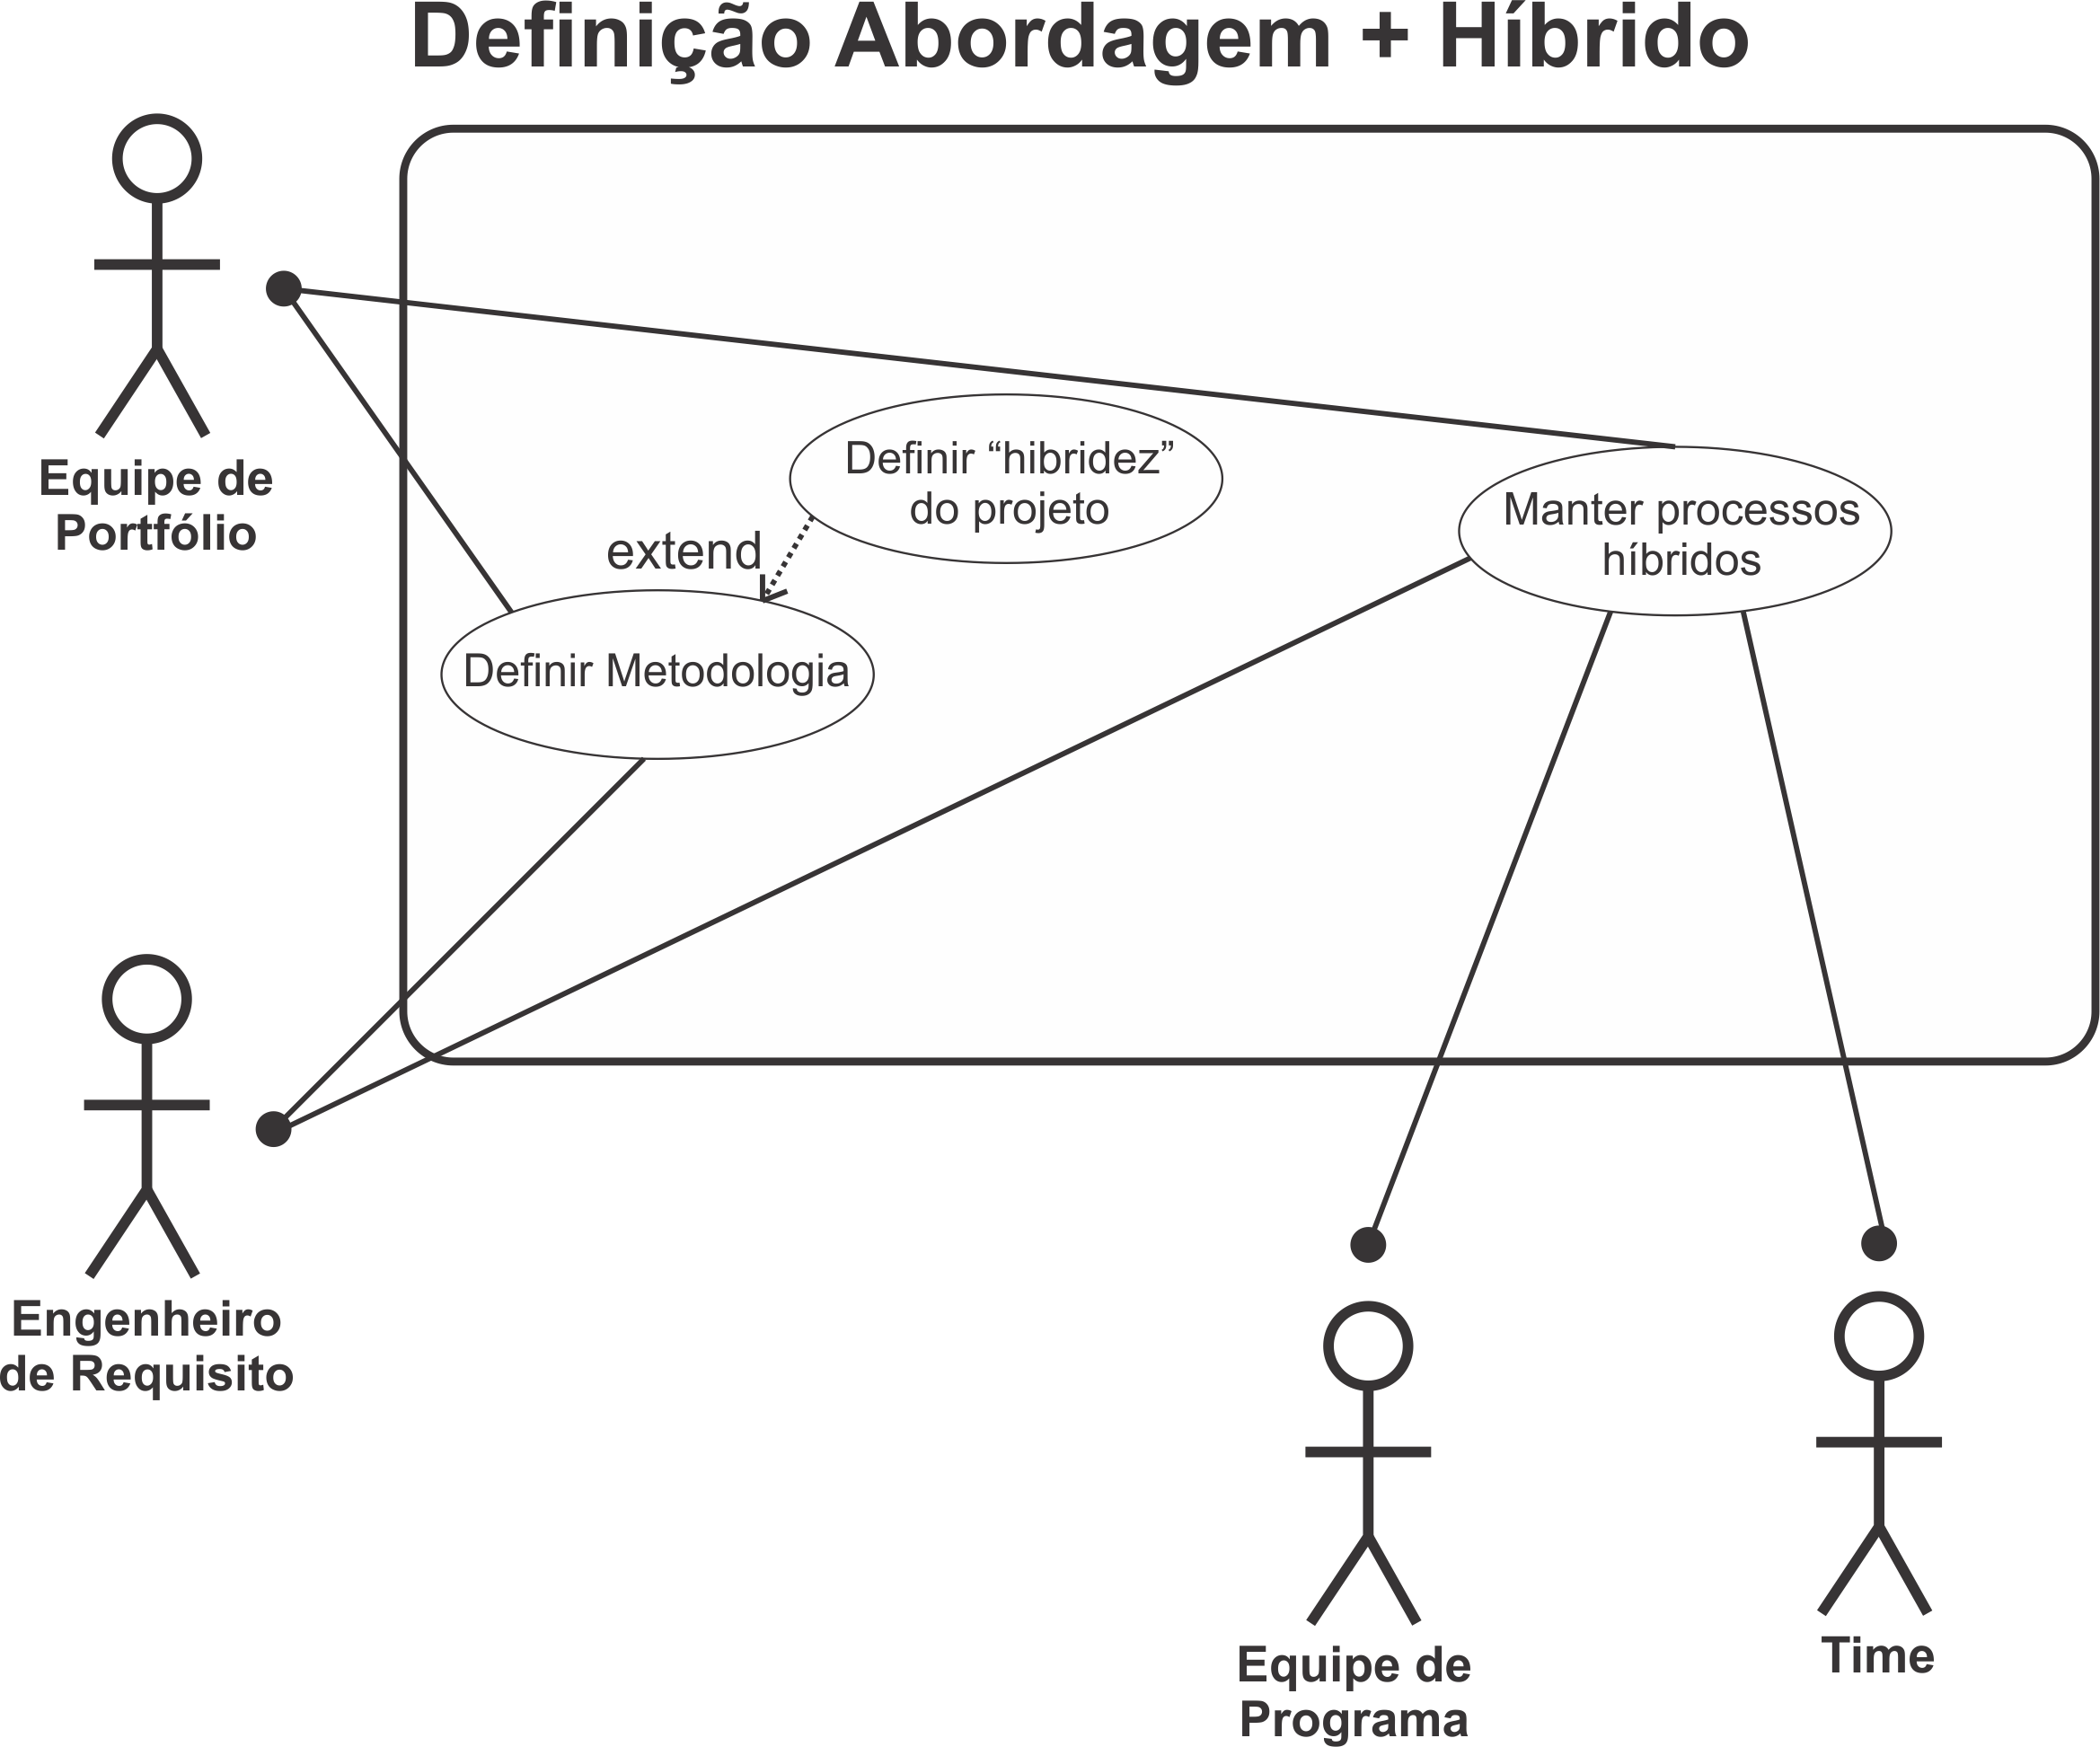 Definição Abordagem + Híbrido
Equipe de
Portfólio
Definir “hibridez”
do projeto
Manter processos
híbridos
extend
Definir Metodologia
Engenheiro
de Requisito
Equipe de
Programa
Time